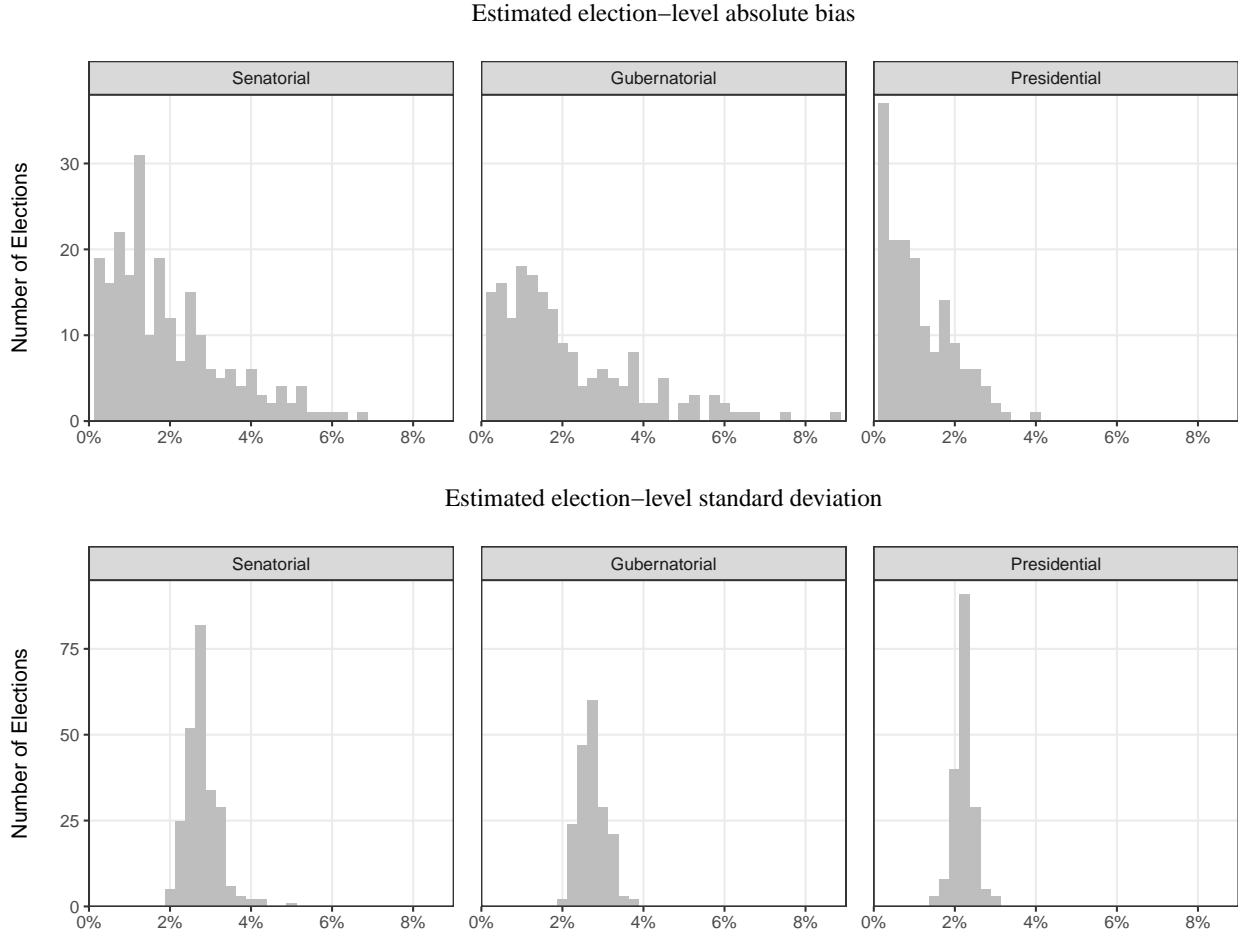 Estimated election−level absolute bias
Senatorial Gubernatorial Presidential
Number of Elections
30
20
10
0
0% 2% 4% 6% 8% 0% 2% 4% 6% 8% 0% 2% 4% 6% 8%
Estimated election−level standard deviation
Senatorial Gubernatorial Presidential
Number of Elections
75
50
25
0
0% 2% 4% 6% 8% 0% 2% 4% 6% 8% 0% 2% 4% 6% 8%